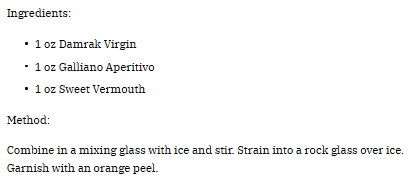 Ingredients:
• 1 oz Damrak Virgin
• 1 oz Galliano Aperitivo
• 1 oz Sweet Vermouth
Method:
Combine in a mixing glass with ice and stir. Strain into a rock glass over ice.
Garnish with an orange peel.